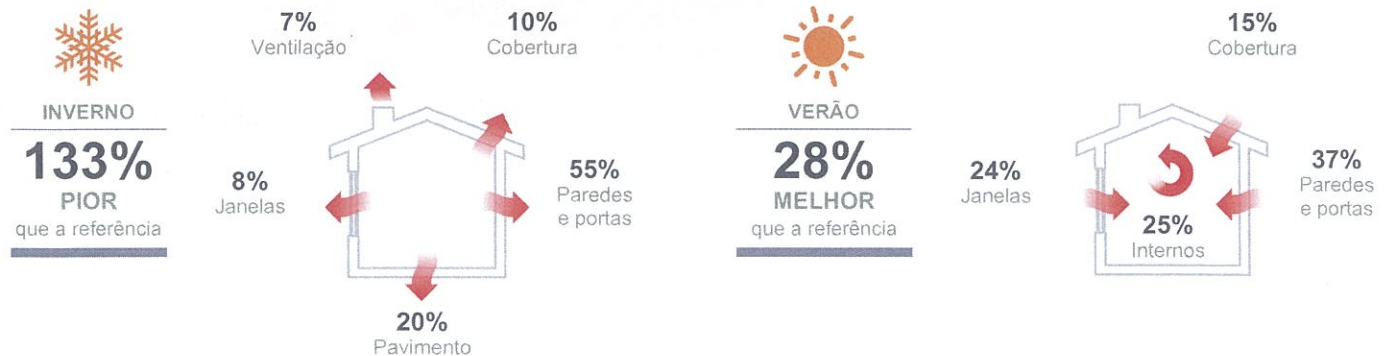 INVERNO
133%
PIOR
que a referência
7%
Ventilação
10%
Cobertura
8%
Janelas
55%
Paredes
e portas
20%
Pavimento
VERÃO
28%
MELHOR
que a referência
15%
Cobertura
24%
Janelas
37%
Paredes
e portas
25%
Internos